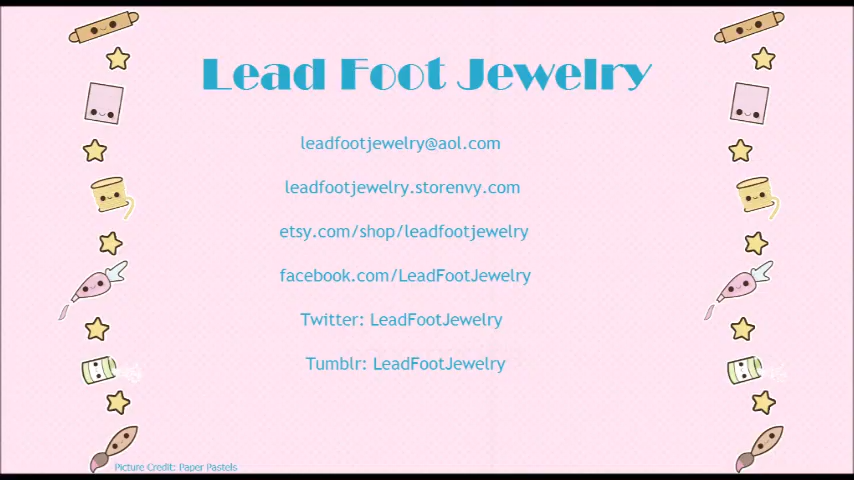 Lead Foot Jewelry
leadfootjewelry@aol.com
leadfootjewelry.storenvy.com
etsy.com/shop/leadfootjewelry
facebook.com/LeadFootJewelry
Twitter: LeadFootJewelry
Tumblr: LeadFootJewelry
Picture Credit: Paper Pastels